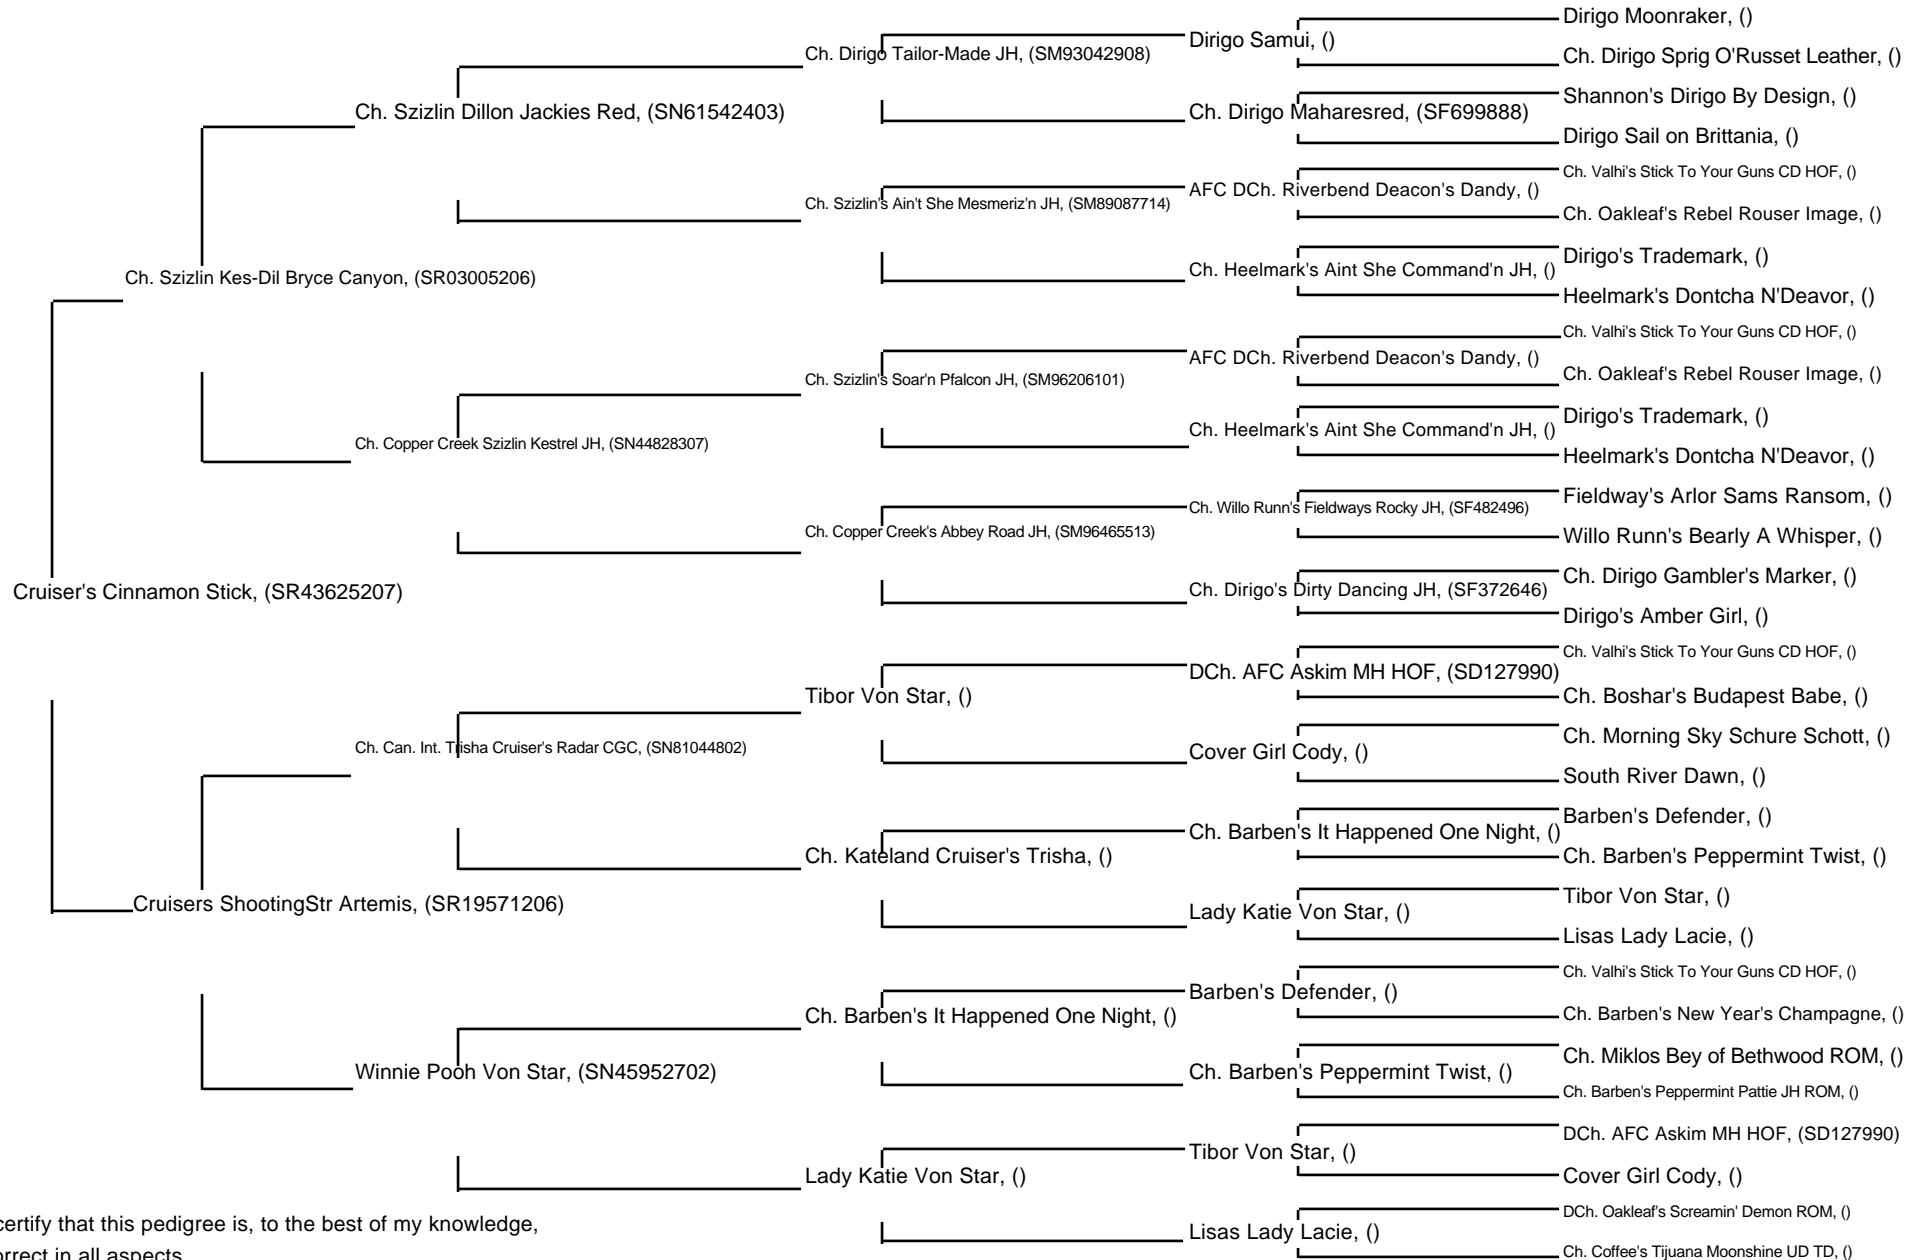 Dirigo Moonraker, ()
Dirigo Samui, ()
Ch. Dirigo Tailor-Made JH, (SM93042908)
Ch. Dirigo Sprig O'Russet Leather, ()
Shannon's Dirigo By Design, ()
Ch. Szizlin Dillon Jackies Red, (SN61542403)
Ch. Dirigo Maharesred, (SF699888)
Dirigo Sail on Brittania, ()
Ch. Valhi's Stick To Your Guns CD HOF, ()
AFC DCh. Riverbend Deacon's Dandy, ()
Ch. Szizlin's Ain't She Mesmeriz'n JH, (SM89087714)
Ch. Oakleaf's Rebel Rouser Image, ()
Dirigo's Trademark, ()
Ch. Heelmark's Aint She Command'n JH, ()
Ch. Szizlin Kes-Dil Bryce Canyon, (SR03005206)
Heelmark's Dontcha N'Deavor, ()
Ch. Valhi's Stick To Your Guns CD HOF, ()
AFC DCh. Riverbend Deacon's Dandy, ()
Ch. Szizlin's Soar'n Pfalcon JH, (SM96206101)
Ch. Oakleaf's Rebel Rouser Image, ()
Dirigo's Trademark, ()
Ch. Heelmark's Aint She Command'n JH, ()
Ch. Copper Creek Szizlin Kestrel JH, (SN44828307)
Heelmark's Dontcha N'Deavor, ()
Fieldway's Arlor Sams Ransom, ()
Ch. Willo Runn's Fieldways Rocky JH, (SF482496)
Ch. Copper Creek's Abbey Road JH, (SM96465513)
Willo Runn's Bearly A Whisper, ()
Ch. Dirigo Gambler's Marker, ()
Cruiser's Cinnamon Stick, (SR43625207)
Ch. Dirigo's Dirty Dancing JH, (SF372646)
Dirigo's Amber Girl, ()
Ch. Valhi's Stick To Your Guns CD HOF, ()
DCh. AFC Askim MH HOF, (SD127990)
Tibor Von Star, ()
Ch. Boshar's Budapest Babe, ()
Ch. Morning Sky Schure Schott, ()
Ch. Can. Int. Trisha Cruiser's Radar CGC, (SN81044802)
Cover Girl Cody, ()
South River Dawn, ()
Barben's Defender, ()
Ch. Barben's It Happened One Night, ()
Ch. Kateland Cruiser's Trisha, ()
Ch. Barben's Peppermint Twist, ()
Tibor Von Star, ()
Cruisers ShootingStr Artemis, (SR19571206)
Lady Katie Von Star, ()
Lisas Lady Lacie, ()
Ch. Valhi's Stick To Your Guns CD HOF, ()
Barben's Defender, ()
Ch. Barben's It Happened One Night, ()
Ch. Barben's New Year's Champagne, ()
Ch. Miklos Bey of Bethwood ROM, ()
Winnie Pooh Von Star, (SN45952702)
Ch. Barben's Peppermint Twist, ()
Ch. Barben's Peppermint Pattie JH ROM, ()
DCh. AFC Askim MH HOF, (SD127990)
Tibor Von Star, ()
Lady Katie Von Star, ()
Cover Girl Cody, ()
DCh. Oakleaf's Screamin' Demon ROM, ()
Lisas Lady Lacie, ()
Ch. Coffee's Tijuana Moonshine UD TD, ()
certify that this pedigree is, to the best of my knowledge,
orrect in all aspects